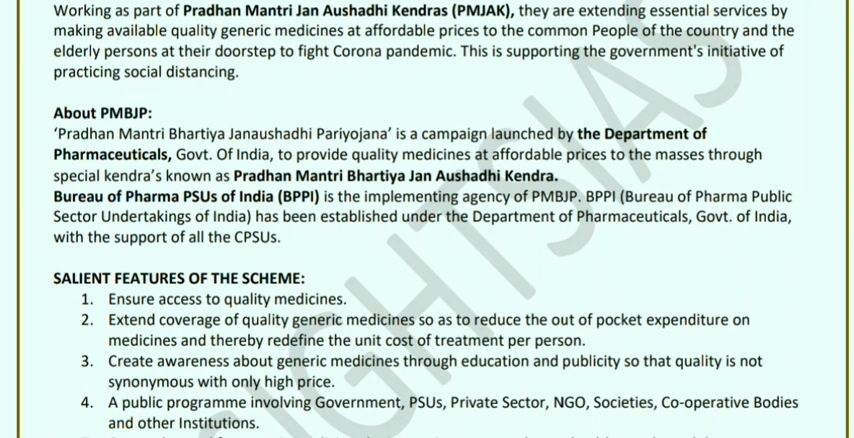 Working as part of Pradhan Mantri Jan Aushadhi Kendras (PMJAK), they are extending essential services by
making available quality generic medicines at affordable prices to the common People of the country and the
elderly persons at their doorstep to fight Corona pandemic. This is supporting the government's initiative of
practicing social distancing.
About PMBJP:
‘Pradhan Mantri Bhartiya Janaushadhi Pariyojana’ is a campaign launched by the Department of
Pharmaceuticals, Govt. Of India, to provide quality medicines at affordable prices to the masses through
special kendra’s known as Pradhan Mantri Bhartiya Jan Aushadhi Kendra.
Bureau of Pharma PSUs of India (BPPI) is the implementing agency of PMBJP. BPPI (Bureau of Pharma Public
Sector Undertakings of India) has been established under the Department of Pharmaceuticals, Govt. of India,
with the support of all the CPSUs.
SALIENT FEATURES OF THE SCHEME:
1. Ensure access to quality medicines.
2. Extend coverage of quality generic medicines so as to reduce the out of pocket expenditure on
medicines and thereby redefine the unit cost of treatment per person.
3. Create awareness about generic medicines through education and publicity so that quality is not
synonymous with only high price.
4. A public programme involving Government, PSUs, Private Sector, NGO, Societies, Co-operative Bodies
and other Institutions.